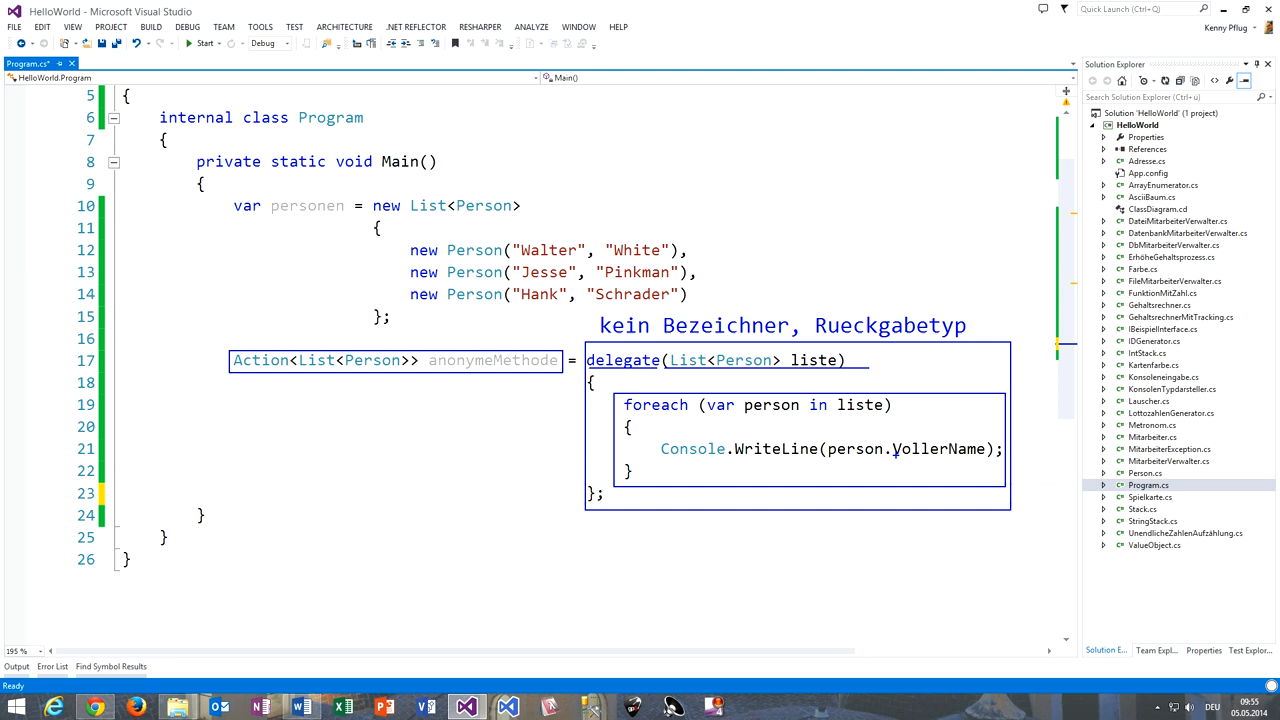 HelloWorld - Microsoft Visual Studio
Quick Launch (Ctrl+Q)
FILE EDIT VIEW PROJECT BUILD DEBUG TEAM TOOLS TEST ARCHITECTURE .NET REFLECTOR RESHARPER ANALYZE WINDOW HELP
Kenny Pflug
Start Debug
Program.cs*
HelloWorld.Program
Main()
5 {
6 internal class Program
7 {
8 private static void Main()
9 {
10 var personen = new List<Person>
11 {
12 new Person("Walter", "White"),
13 new Person("Jesse", "Pinkman"),
14 new Person("Hank", "Schrader")
15 };
16
kein Bezeichner, Rueckgabetyp
17 Action<List<Person>> anonymeMethode = delegate(List<Person> liste)
18 {
19 foreach (var person in liste)
20 {
21 Console.WriteLine(person.VollerName);
22 }
23 };
24 }
25 }
26 }
195 %
Output Error List Find Symbol Results
Ready
Solution Explorer
Search Solution Explorer (Ctrl+ü)
Solution 'HelloWorld' (1 project)
HelloWorld
Properties
References
Adresse.cs
App.config
ArrayEnumerator.cs
AsciiBaum.cs
ClassDiagram.cd
DateiMitarbeiterVerwalter.cs
DatenbankMitarbeiterVerwalter.cs
DbMitarbeiterVerwalter.cs
ErhöheGehaltsprozess.cs
Farbe.cs
FileMitarbeiterVerwalter.cs
FunktionMitZahl.cs
Gehaltsrechner.cs
GehaltsrechnerMitTracking.cs
IBeispielInterface.cs
IDGenerator.cs
IntStack.cs
Kartenfarbe.cs
Konsoleneingabe.cs
KonsolenTypdarsteller.cs
Lauscher.cs
LottozahlenGenerator.cs
Metronom.cs
Mitarbeiter.cs
MitarbeiterException.cs
MitarbeiterVerwalter.cs
Person.cs
Program.cs
Spielkarte.cs
Stack.cs
StringStack.cs
UnendlicheZahlenAufzählung.cs
ValueObject.cs
Solution E... Team Expl... Properties Test Explor...
DEU
09:55
05.05.2014